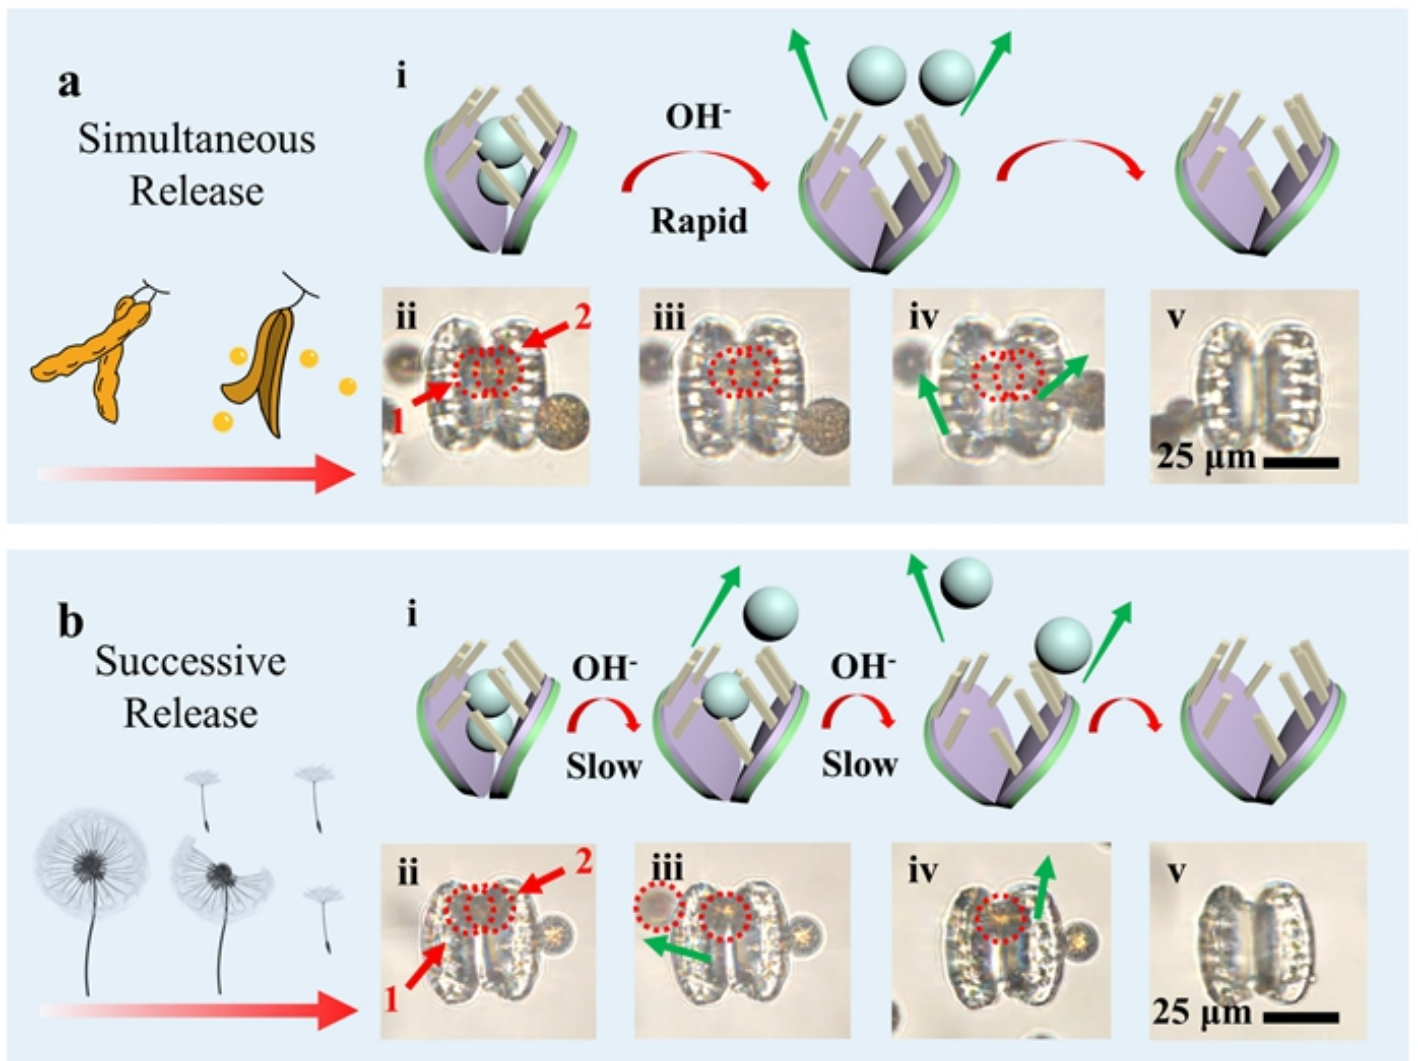 a
Simultaneous
Release
i
OH-
Rapid
ii
1
2
iii
iv
v
25 μm
b
Successive
Release
i
OH-
Slow
OH-
Slow
ii
1
2
iii
iv
v
25 μm